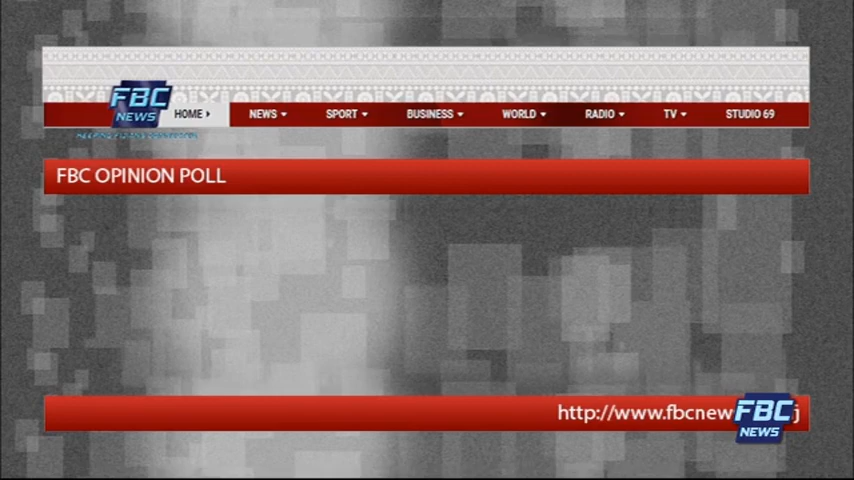 FBC
NEWS
HOME NEWS SPORT BUSINESS WORLD RADIO TV STUDIO 69
FBC OPINION POLL
http://www.fbcnew j
FBC
NEWS